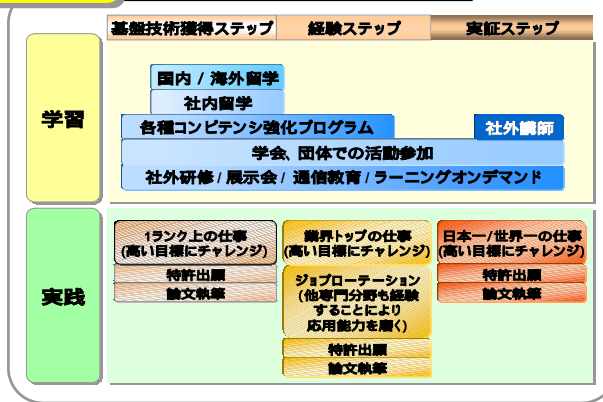 基盤技術獲得ステップ
経験ステップ
実証ステップ
学習
国内 / 海外留学
社内留学
各種コンピテンシ強化プログラム
社外講師
学会、団体での活動参加
社外研修 / 展示会 / 通信教育 / ラーニングオンデマンド
実践
1ランク上の仕事
(高い目標にチャレンジ)
特許出願
論文執筆
業界トップの仕事
(高い目標にチャレンジ)
ジョブローテーション
(他専門分野も経験
することにより
応用能力を磨く)
特許出願
論文執筆
日本一/世界一の仕事
(高い目標にチャレンジ)
特許出願
論文執筆